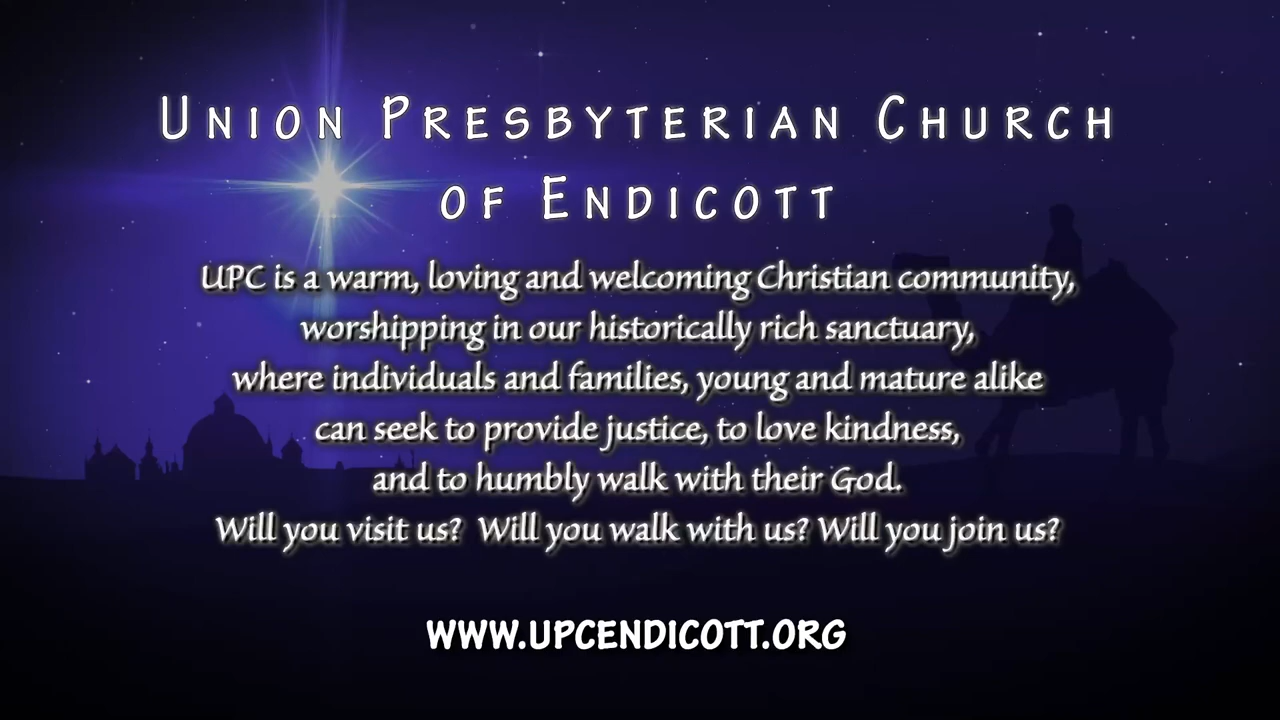 Union Presbyterian Church
of Endicott
UPC is a warm, loving and welcoming Christian community,
worshipping in our historically rich sanctuary,
where individuals and families, young and mature alike
can seek to provide justice, to love kindness,
and to humbly walk with their God.
Will you visit us?  Will you walk with us? Will you join us?
WWW.UPCENDICOTT.ORG